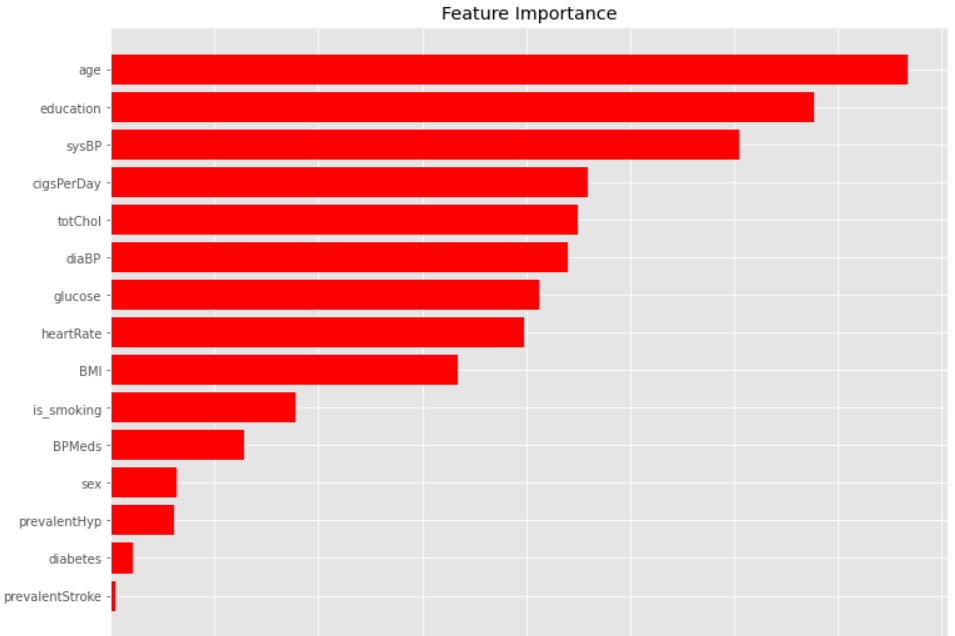 Feature Importance
age
education
sysBP
cigsPerDay
totChol
diaBP
glucose
heartRate
BMI
is_smoking
BPMeds
sex
prevalentHyp
diabetes
prevalentStroke